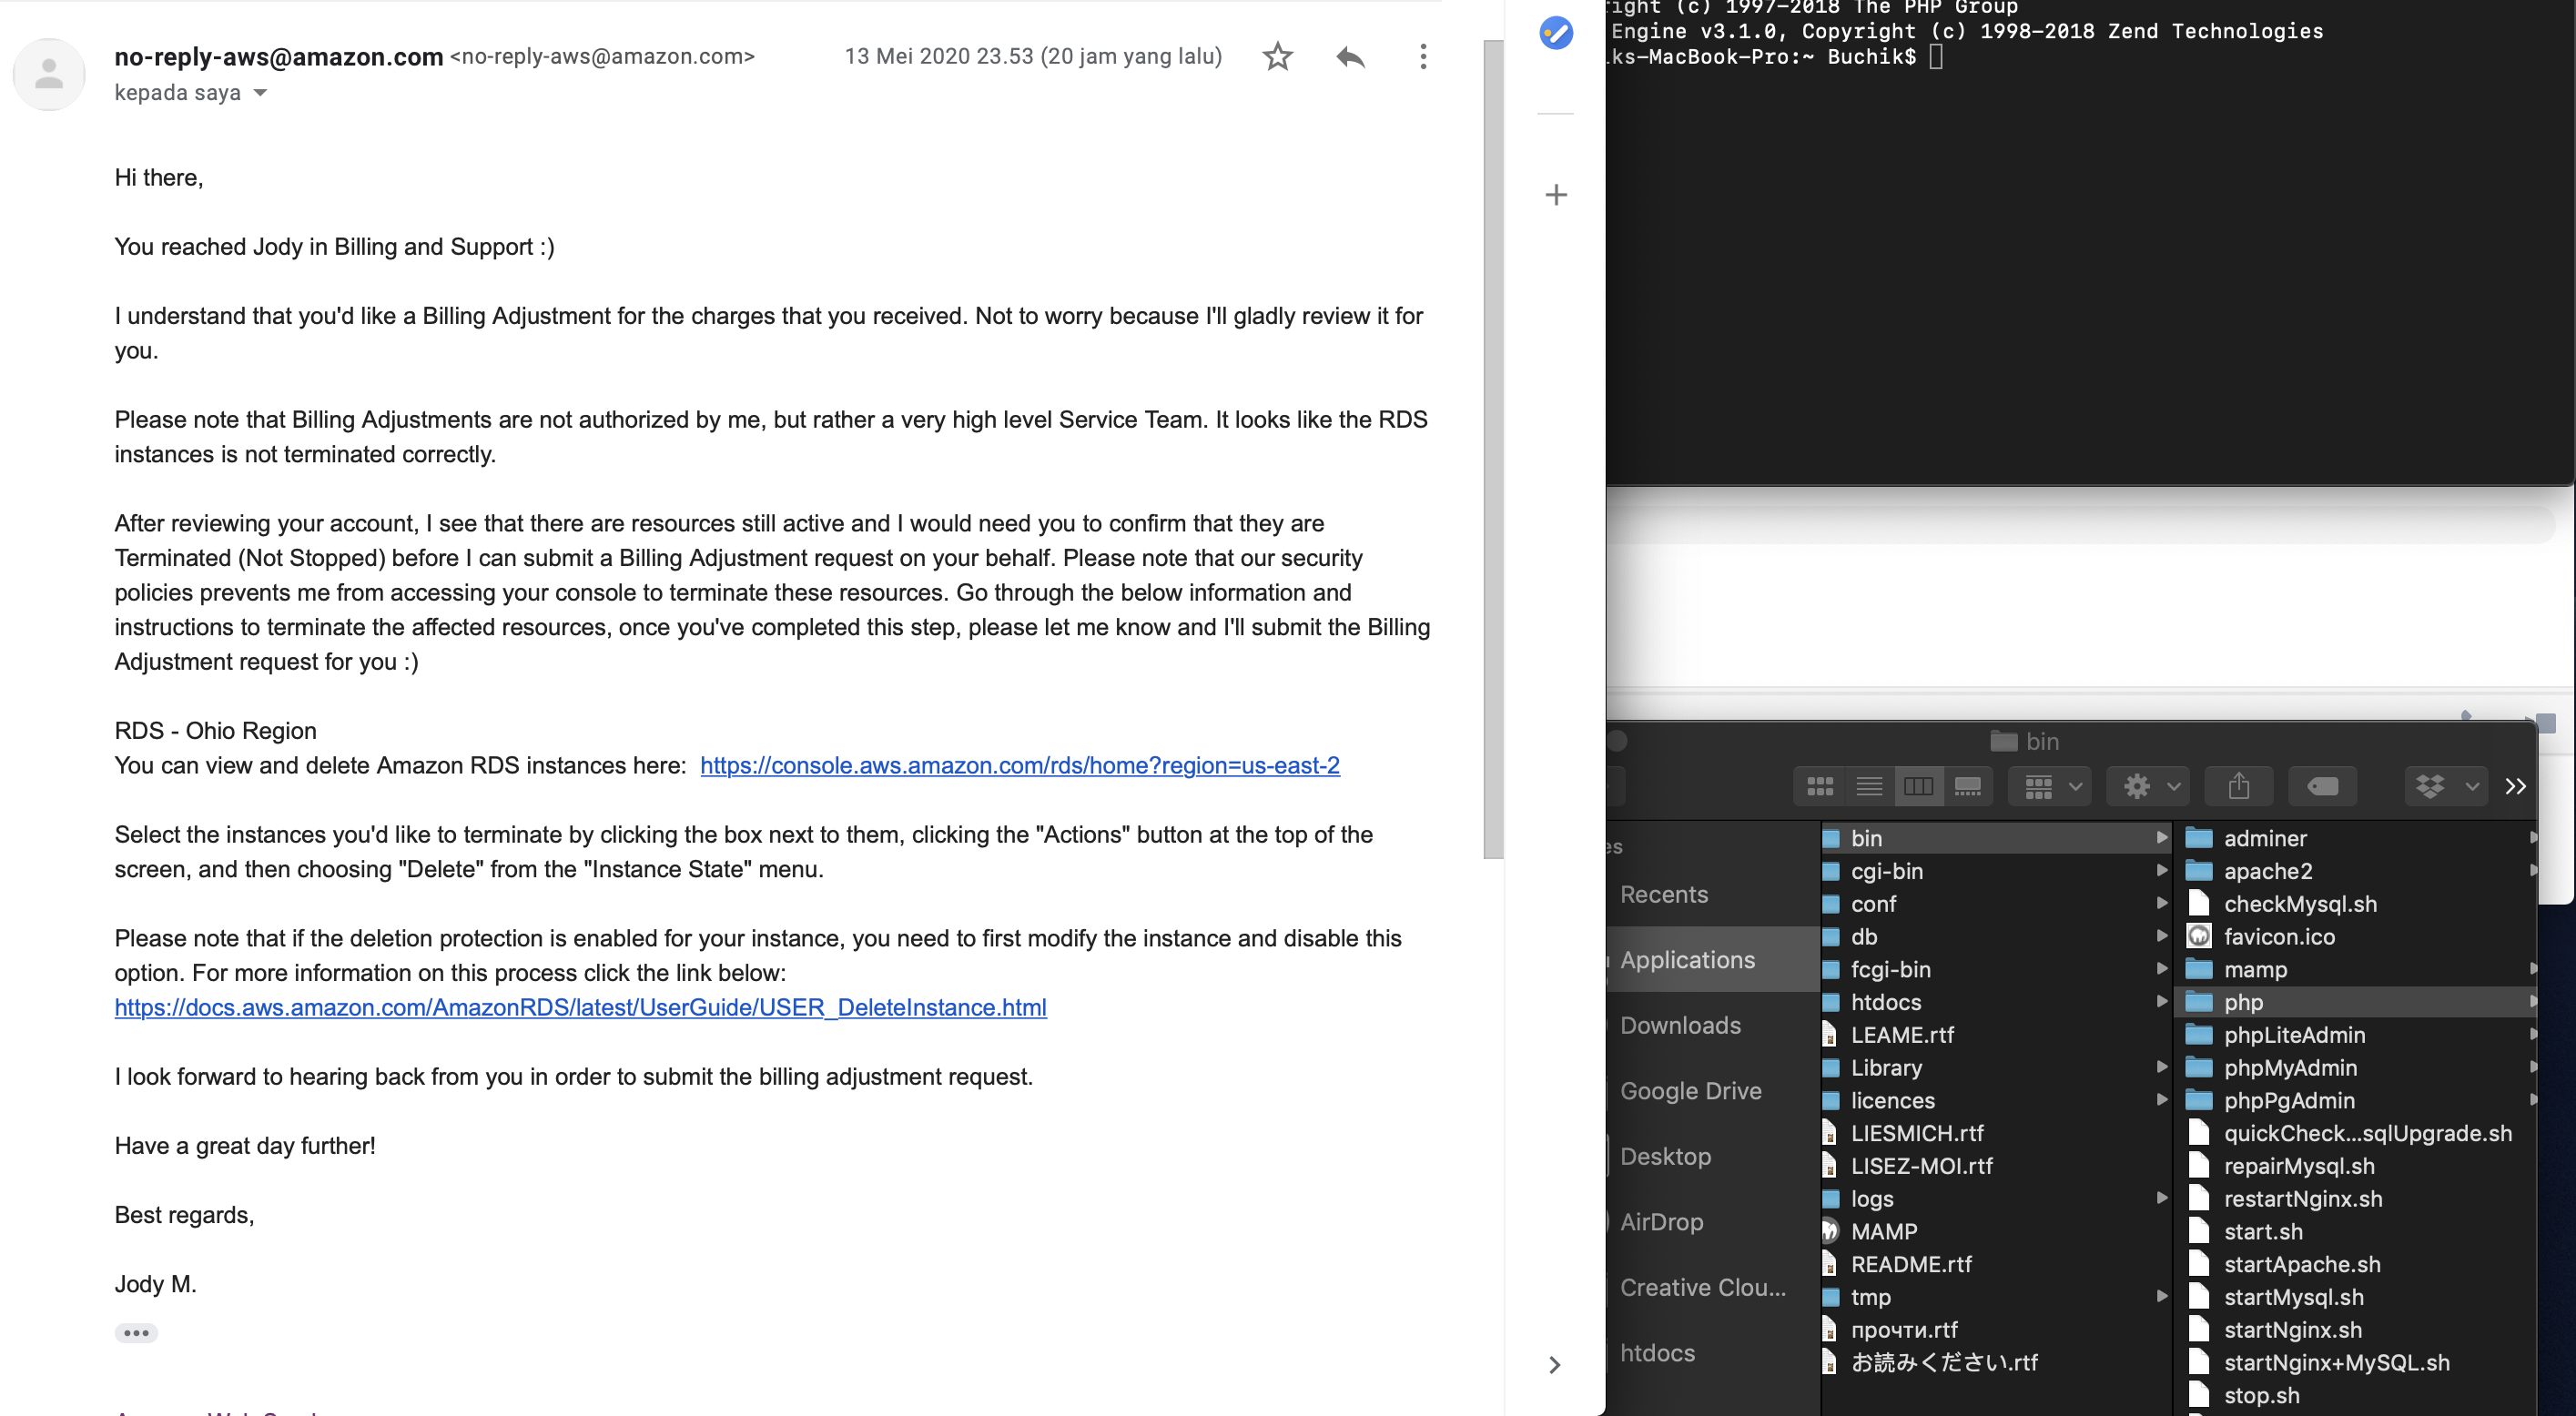 no-reply-aws@amazon.com <no-reply-aws@amazon.com>
13 Mei 2020 23.53 (20 jam yang lalu)
kepada saya
Hi there,
You reached Jody in Billing and Support :)
I understand that you'd like a Billing Adjustment for the charges that you received. Not to worry because I'll gladly review it for
you.
Please note that Billing Adjustments are not authorized by me, but rather a very high level Service Team. It looks like the RDS
instances is not terminated correctly.
After reviewing your account, I see that there are resources still active and I would need you to confirm that they are
Terminated (Not Stopped) before I can submit a Billing Adjustment request on your behalf. Please note that our security
policies prevents me from accessing your console to terminate these resources. Go through the below information and
instructions to terminate the affected resources, once you've completed this step, please let me know and I'll submit the Billing
Adjustment request for you :)
RDS - Ohio Region
You can view and delete Amazon RDS instances here:  https://console.aws.amazon.com/rds/home?region=us-east-2
Select the instances you'd like to terminate by clicking the box next to them, clicking the "Actions" button at the top of the
screen, and then choosing "Delete" from the "Instance State" menu.
Please note that if the deletion protection is enabled for your instance, you need to first modify the instance and disable this
option. For more information on this process click the link below:
https://docs.aws.amazon.com/AmazonRDS/latest/UserGuide/USER_DeleteInstance.html
I look forward to hearing back from you in order to submit the billing adjustment request.
Have a great day further!
Best regards,
Jody M.
right (c) 1997-2018 The PHP Group
Engine v3.1.0, Copyright (c) 1998-2018 Zend Technologies
ks-MacBook-Pro:~ Buchik$
bin
es
Recents
Applications
Downloads
Google Drive
Desktop
AirDrop
Creative Clou...
htdocs
bin
cgi-bin
conf
db
fcgi-bin
htdocs
LEAME.rtf
Library
licences
LIESMICH.rtf
LISEZ-MOI.rtf
logs
MAMP
README.rtf
tmp
прочти.rtf
お読みください.rtf
adminer
apache2
checkMysql.sh
favicon.ico
mamp
php
phpLiteAdmin
phpMyAdmin
phpPgAdmin
quickCheck...sqlUpgrade.sh
repairMysql.sh
restartNginx.sh
start.sh
startApache.sh
startMysql.sh
startNginx.sh
startNginx+MySQL.sh
stop.sh